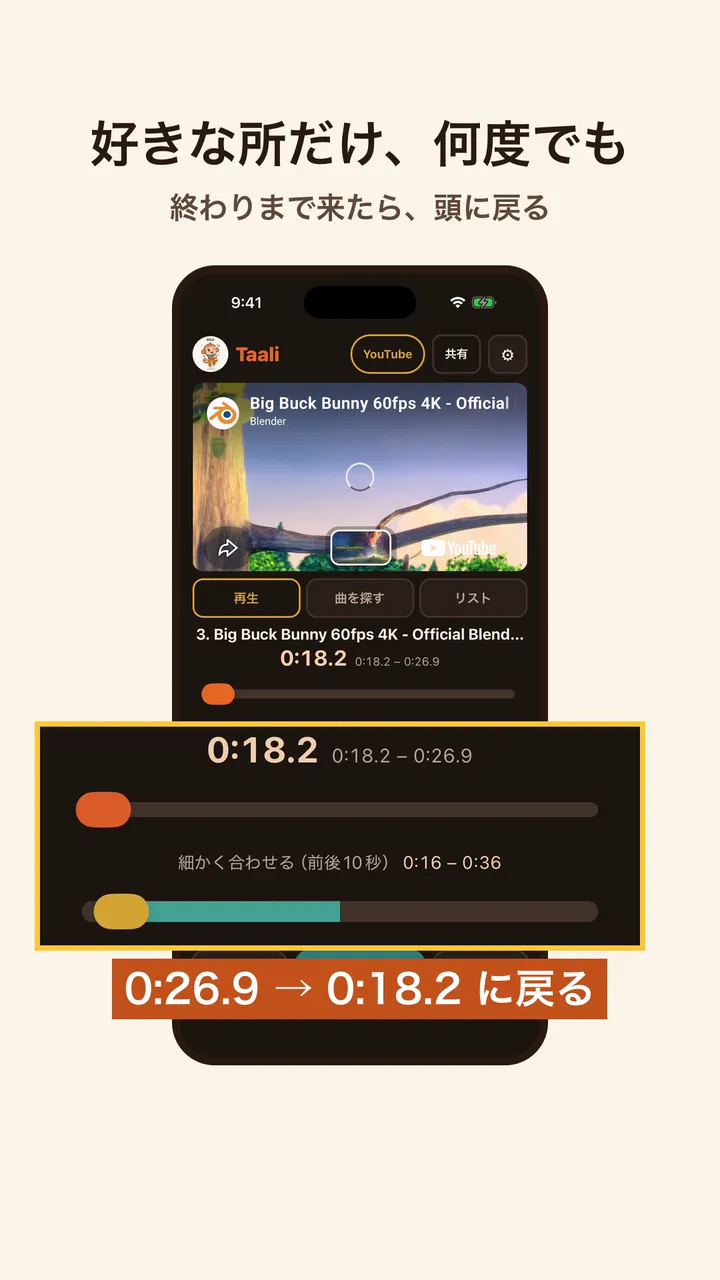 好きな所だけ、何度でも
終わりまで来たら、頭に戻る
9:41
Taali
YouTube
共有
Big Buck Bunny 60fps 4K - Official
Blender
YouTube
再生
曲を探す
リスト
3. Big Buck Bunny 60fps 4K - Official Blend...
0:18.2 0:18.2 – 0:26.9
0:18.2 0:18.2 – 0:26.9
細かく合わせる（前後10秒） 0:16 – 0:36
0:26.9 → 0:18.2 に戻る